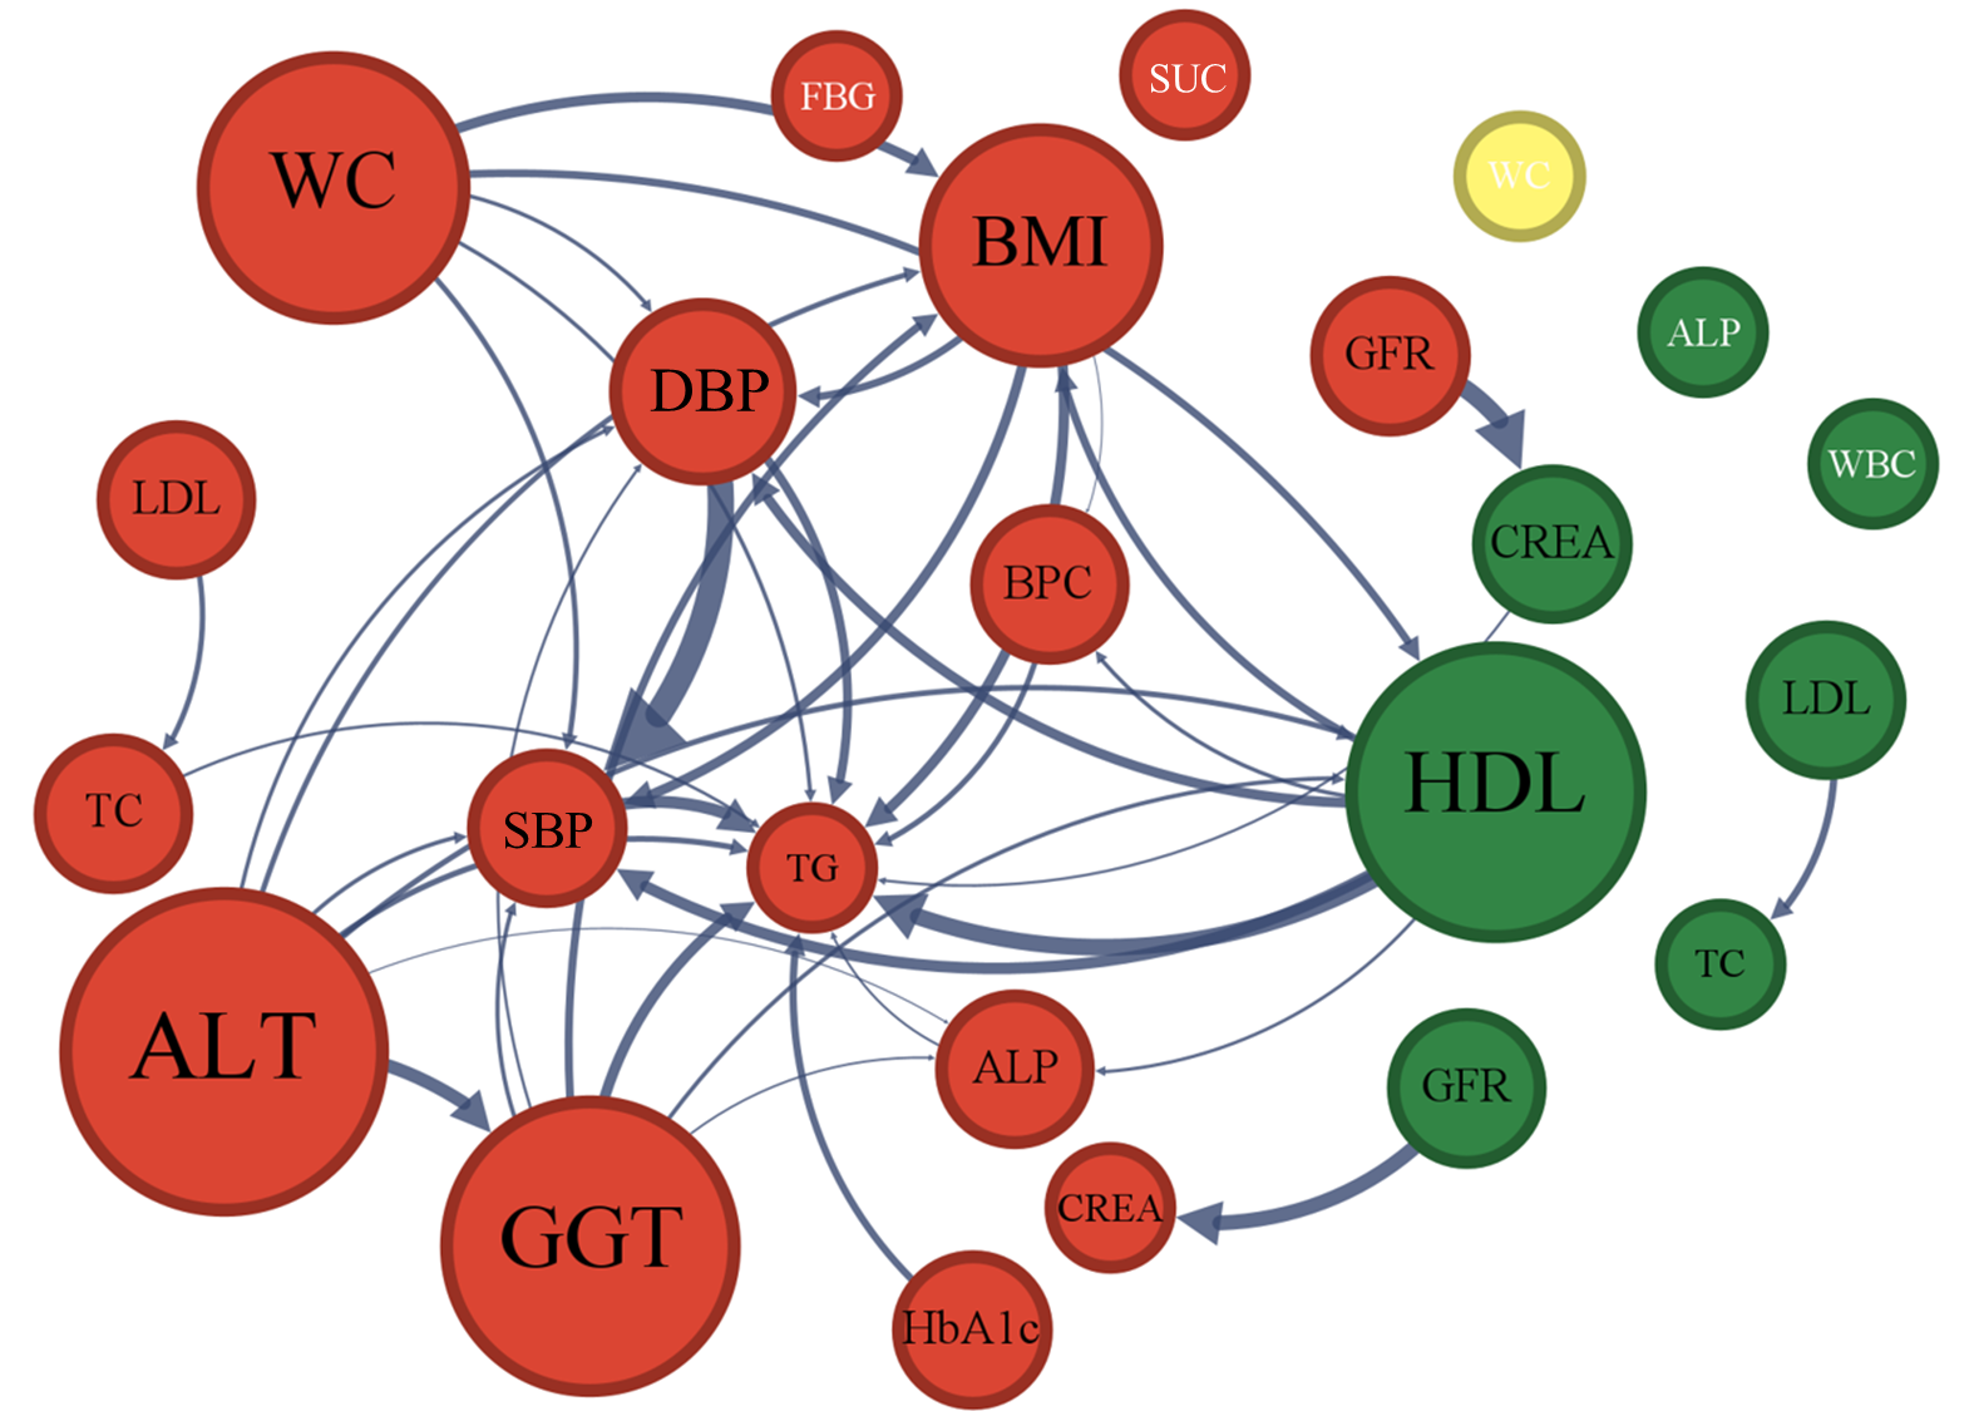 SUC
FBG
WC
WC
BMI
ALP
GFR
DBP
WBC
LDL
CREA
BPC
LDL
HDL
TC
SBP
TG
TC
ALT
ALP
GFR
CREA
GGT
HbA1c